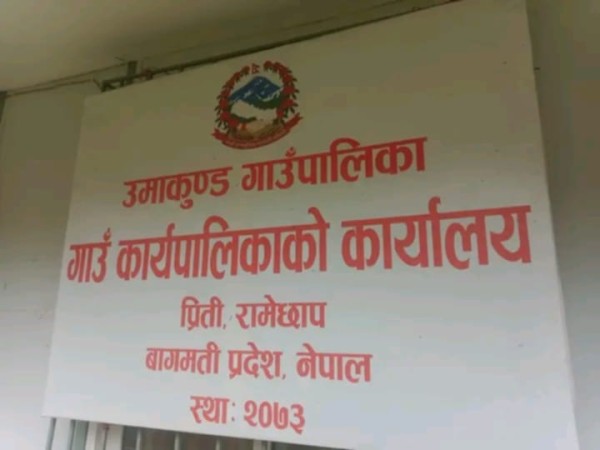 उमाकुण्ड गाउँपालिका
गाउँ कार्यपालिकाको कार्यालय
प्रिती, रामेछाप
बागमती प्रदेश, नेपाल
स्थाः २०७३